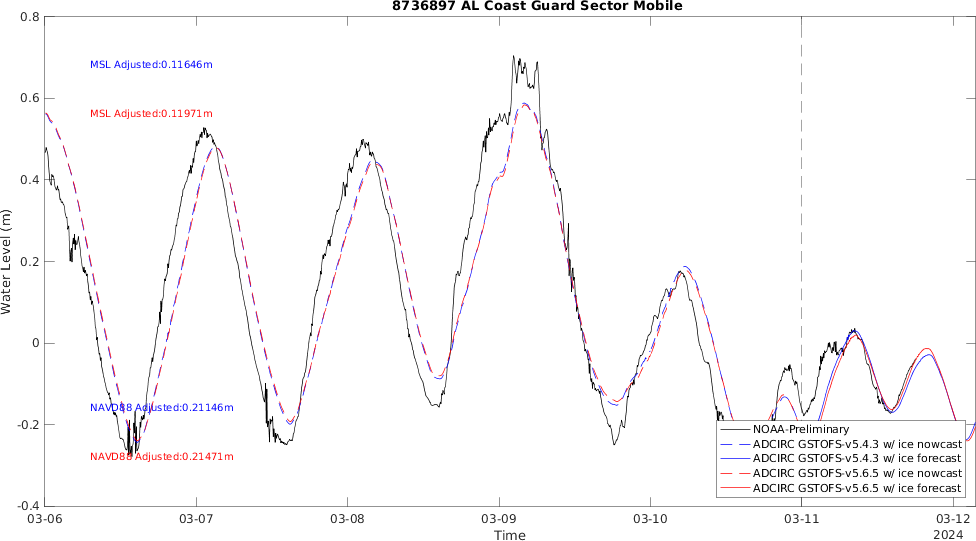 8736897 AL Coast Guard Sector Mobile
0.8
MSL Adjusted:0.11646m
0.6
MSL Adjusted:0.11971m
0.4
0.2
Water Level (m)
0
NAVD88 Adjusted:0.21146m
-0.2
NAVD88 Adjusted:0.21471m
-0.4
NOAA-Preliminary
ADCIRC GSTOFS-v5.4.3 w/ ice nowcast
ADCIRC GSTOFS-v5.4.3 w/ ice forecast
ADCIRC GSTOFS-v5.6.5 w/ ice nowcast
ADCIRC GSTOFS-v5.6.5 w/ ice forecast
03-06 03-07 03-08 03-09 03-10 03-11 03-12
Time
2024